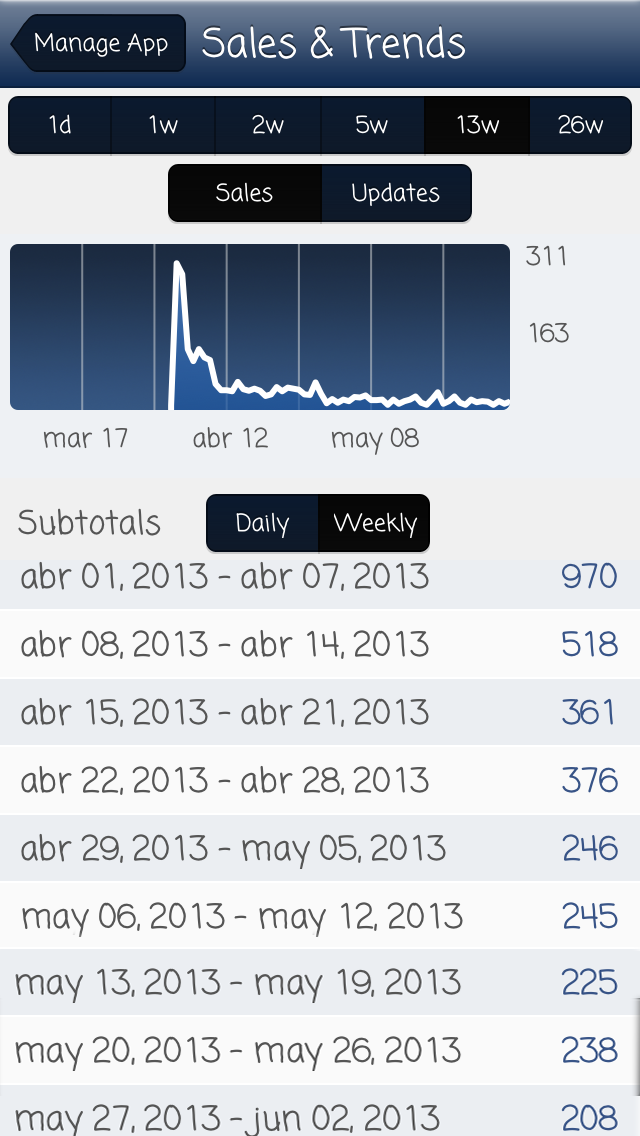 Manage App Sales & Trends
1d 1w 2w 5w 13w 26w
Sales Updates
311
163
mar 17 abr 12 may 08
Subtotals Daily Weekly
abr 01, 2013 - abr 07, 2013 970
abr 08, 2013 - abr 14, 2013 518
abr 15, 2013 - abr 21, 2013 361
abr 22, 2013 - abr 28, 2013 376
abr 29, 2013 - may 05, 2013 246
may 06, 2013 - may 12, 2013 245
may 13, 2013 - may 19, 2013 225
may 20, 2013 - may 26, 2013 238
may 27, 2013 - jun 02, 2013 208